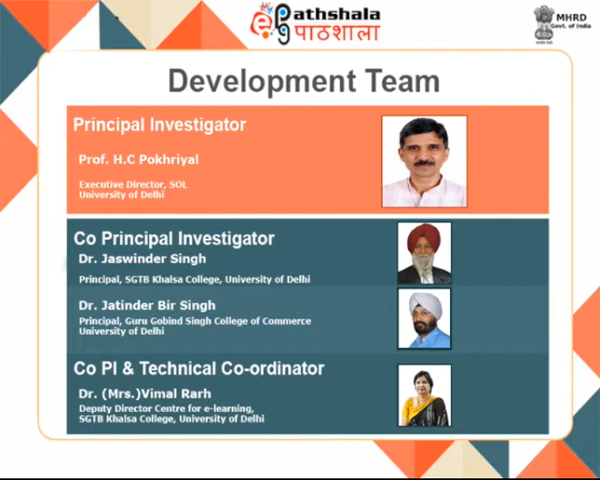 ePathshala
पाठशाला
MHRD
Govt. of India
Development Team
Principal Investigator
Prof. H.C Pokhriyal
Executive Director, SOL
University of Delhi
Co Principal Investigator
Dr. Jaswinder Singh
Principal, SGTB Khalsa College, University of Delhi
Dr. Jatinder Bir Singh
Principal, Guru Gobind Singh College of Commerce
University of Delhi
Co PI & Technical Co-ordinator
Dr. (Mrs.)Vimal Rarh
Deputy Director Centre for e-learning,
SGTB Khalsa College, University of Delhi